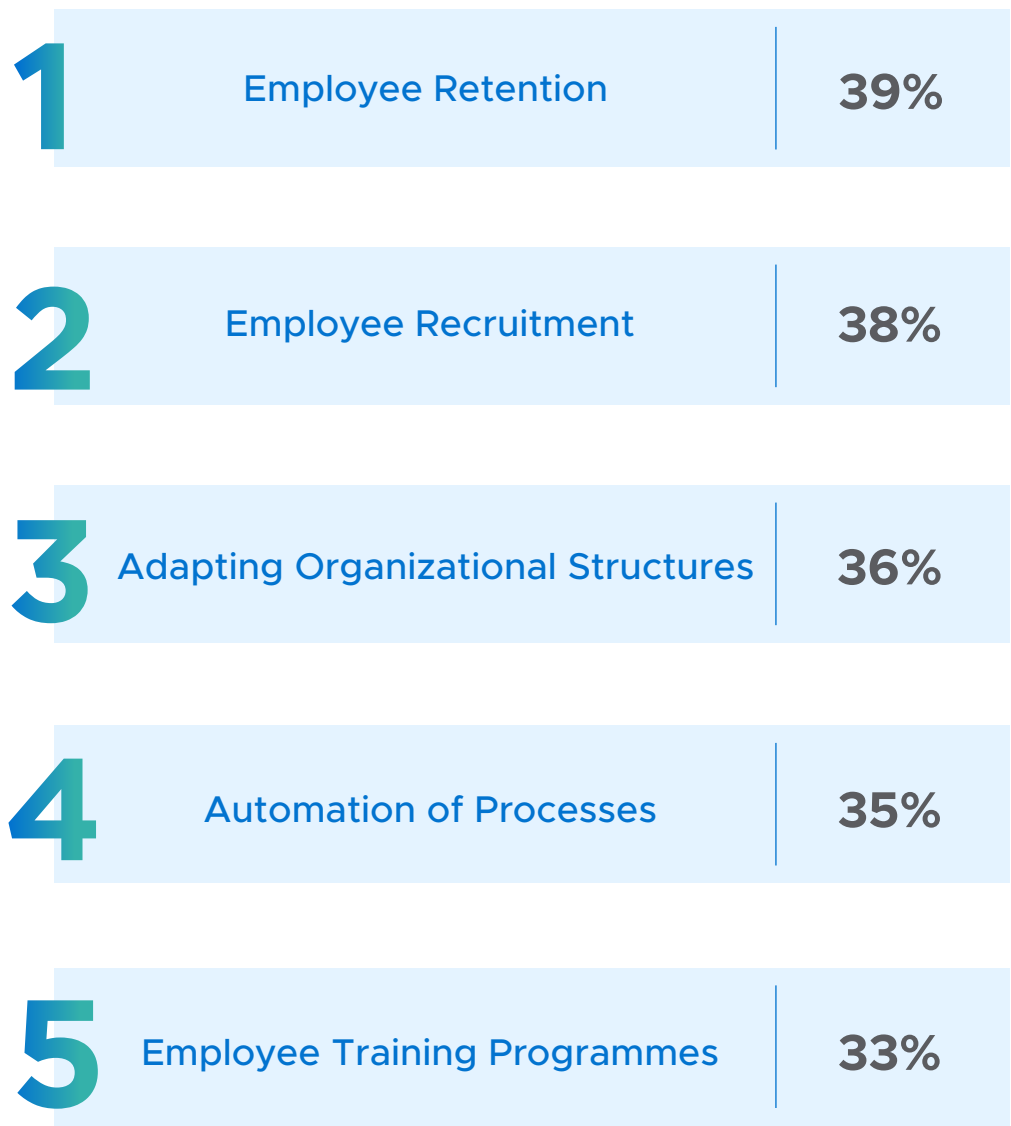 1
Employee Retention
39%
2
Employee Recruitment
38%
3
Adapting Organizational Structures
36%
4
Automation of Processes
35%
5
Employee Training Programmes
33%